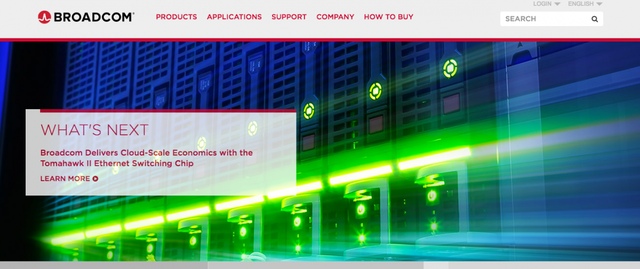 LOGIN ENGLISH
BROADCOM
PRODUCTS APPLICATIONS SUPPORT COMPANY HOW TO BUY
SEARCH
WHAT'S NEXT
Broadcom Delivers Cloud-Scale Economics with the
Tomahawk II Ethernet Switching Chip
LEARN MORE